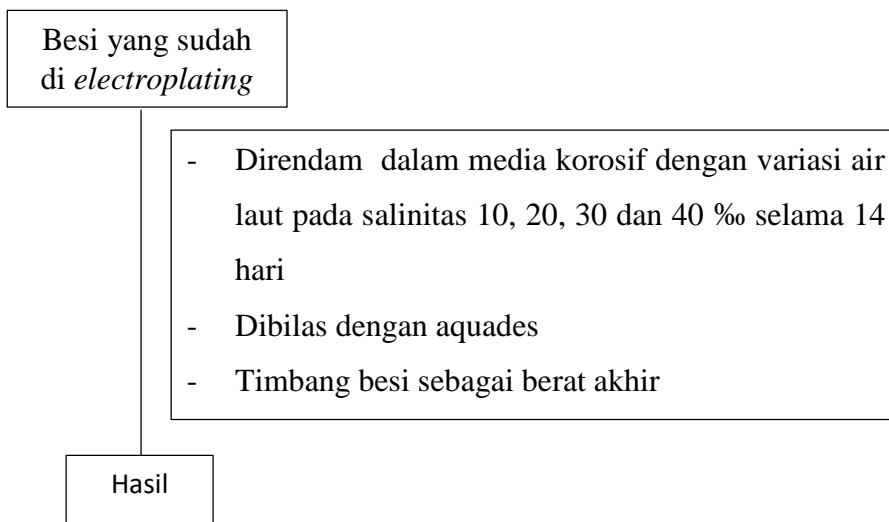 Besi yang sudah
di electroplating
- Direndam dalam media korosif dengan variasi air
laut pada salinitas 10, 20, 30 dan 40 ‰ selama 14
hari
- Dibilas dengan aquades
- Timbang besi sebagai berat akhir
Hasil